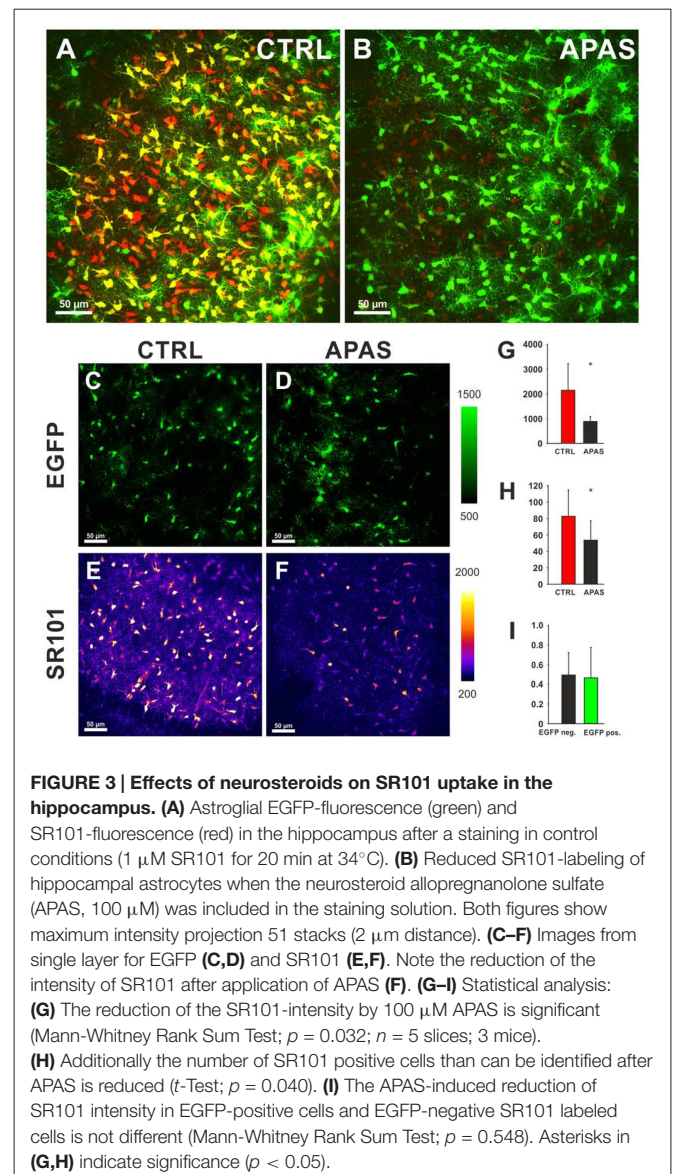 A CTRL B APAS
50 µm 50 µm
CTRL APAS
EGFP
C D
50 µm 50 µm
1500
500
SR101
E F
50 µm 50 µm
2000
200
G
4000
3000
2000
1000
0
CTRL APAS
*
H
120
100
80
60
40
20
0
CTRL APAS
*
I
1.0
0.8
0.6
0.4
0.2
0
EGFP neg. EGFP pos.
FIGURE 3 | Effects of neurosteroids on SR101 uptake in the
hippocampus. (A) Astroglial EGFP-fluorescence (green) and
SR101-fluorescence (red) in the hippocampus after a staining in control
conditions (1 µM SR101 for 20 min at 34°C). (B) Reduced SR101-labeling of
hippocampal astrocytes when the neurosteroid allopregnanolone sulfate
(APAS, 100 µM) was included in the staining solution. Both figures show
maximum intensity projection 51 stacks (2 µm distance). (C–F) Images from
single layer for EGFP (C,D) and SR101 (E,F). Note the reduction of the
intensity of SR101 after application of APAS (F). (G–I) Statistical analysis:
(G) The reduction of the SR101-intensity by 100 µM APAS is significant
(Mann-Whitney Rank Sum Test; p = 0.032; n = 5 slices; 3 mice).
(H) Additionally the number of SR101 positive cells than can be identified after
APAS is reduced (t-Test; p = 0.040). (I) The APAS-induced reduction of
SR101 intensity in EGFP-positive cells and EGFP-negative SR101 labeled
cells is not different (Mann-Whitney Rank Sum Test; p = 0.548). Asterisks in
(G,H) indicate significance (p < 0.05).